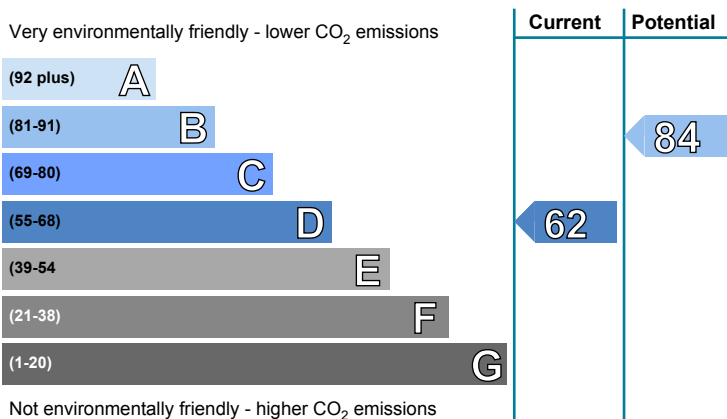 Very environmentally friendly - lower CO2 emissions
Current Potential
(92 plus) A
(81-91) B
84
(69-80) C
(55-68) D
62
(39-54 E
(21-38) F
(1-20) G
Not environmentally friendly - higher CO2 emissions